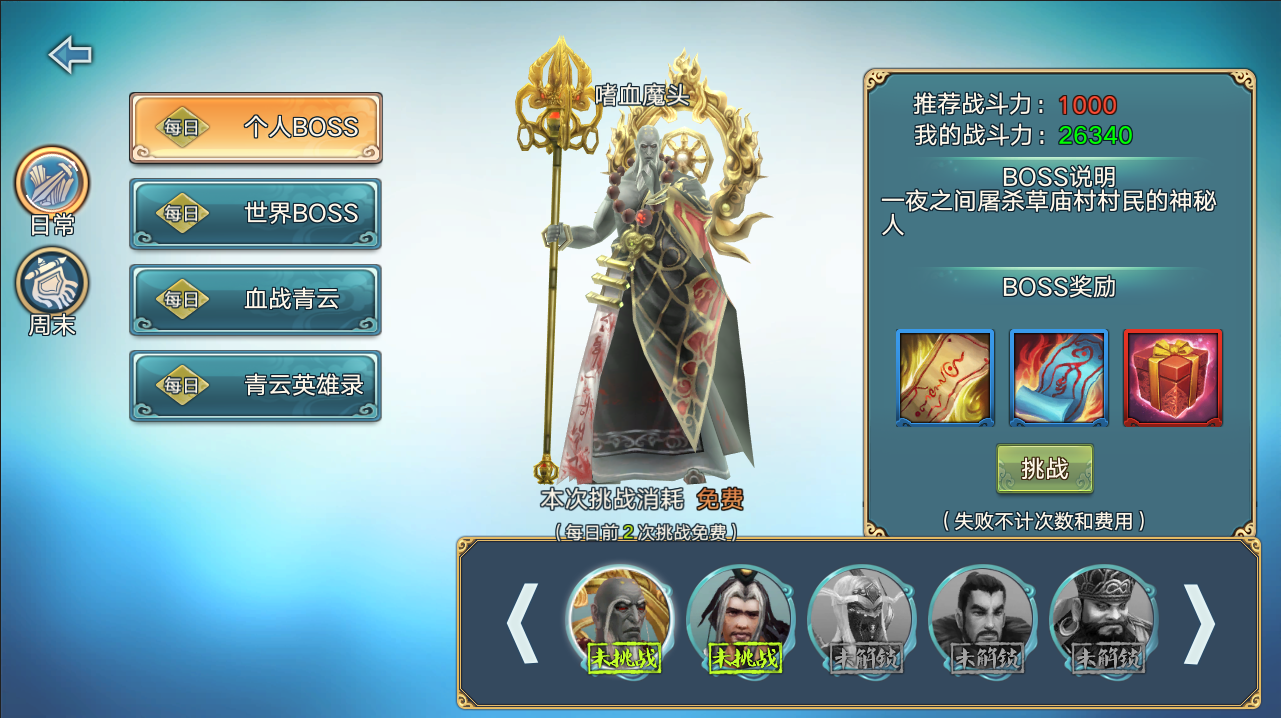 日常
周末
每日 个人BOSS
每日 世界BOSS
每日 血战青云
每日 青云英雄录
嗜血魔头
本次挑战消耗 免费
(每日前2次挑战免费)
推荐战斗力: 1000
我的战斗力: 26340
BOSS说明
一夜之间屠杀草庙村村民的神秘
人
BOSS奖励
挑战
(失败不计次数和费用)
未挑战
未挑战
未解锁
未解锁
未解锁